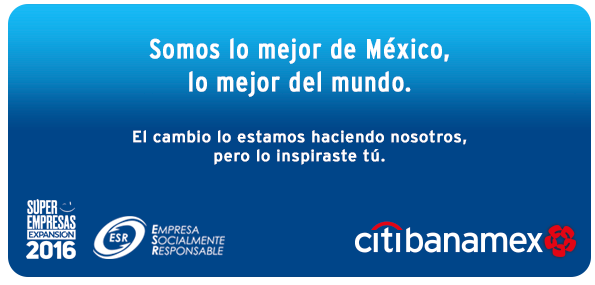 Somos lo mejor de México,
lo mejor del mundo.
El cambio lo estamos haciendo nosotros,
pero lo inspiraste tú.
SÚPER
EMPRESAS
EXPANSIÓN
2016
ESR
EMPRESA
SOCIALMENTE
RESPONSABLE
citibanamex